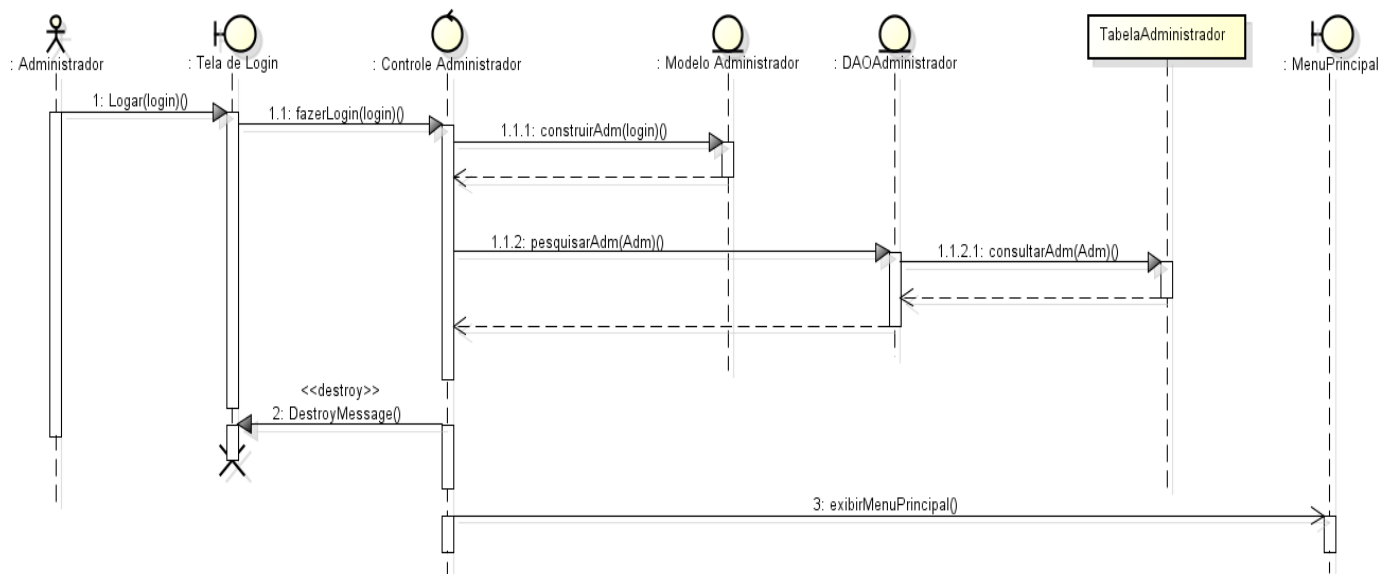 : Administrador
: Tela de Login
: Controle Administrador
: Modelo Administrador
: DAOAdministrador
TabelaAdministrador
: MenuPrincipal
1: Logar(login)()
1.1: fazerLogin(login)()
1.1.1: construirAdm(login)()
1.1.2: pesquisarAdm(Adm)()
1.1.2.1: consultarAdm(Adm)()
<<destroy>>
2: DestroyMessage()
3: exibirMenuPrincipal()